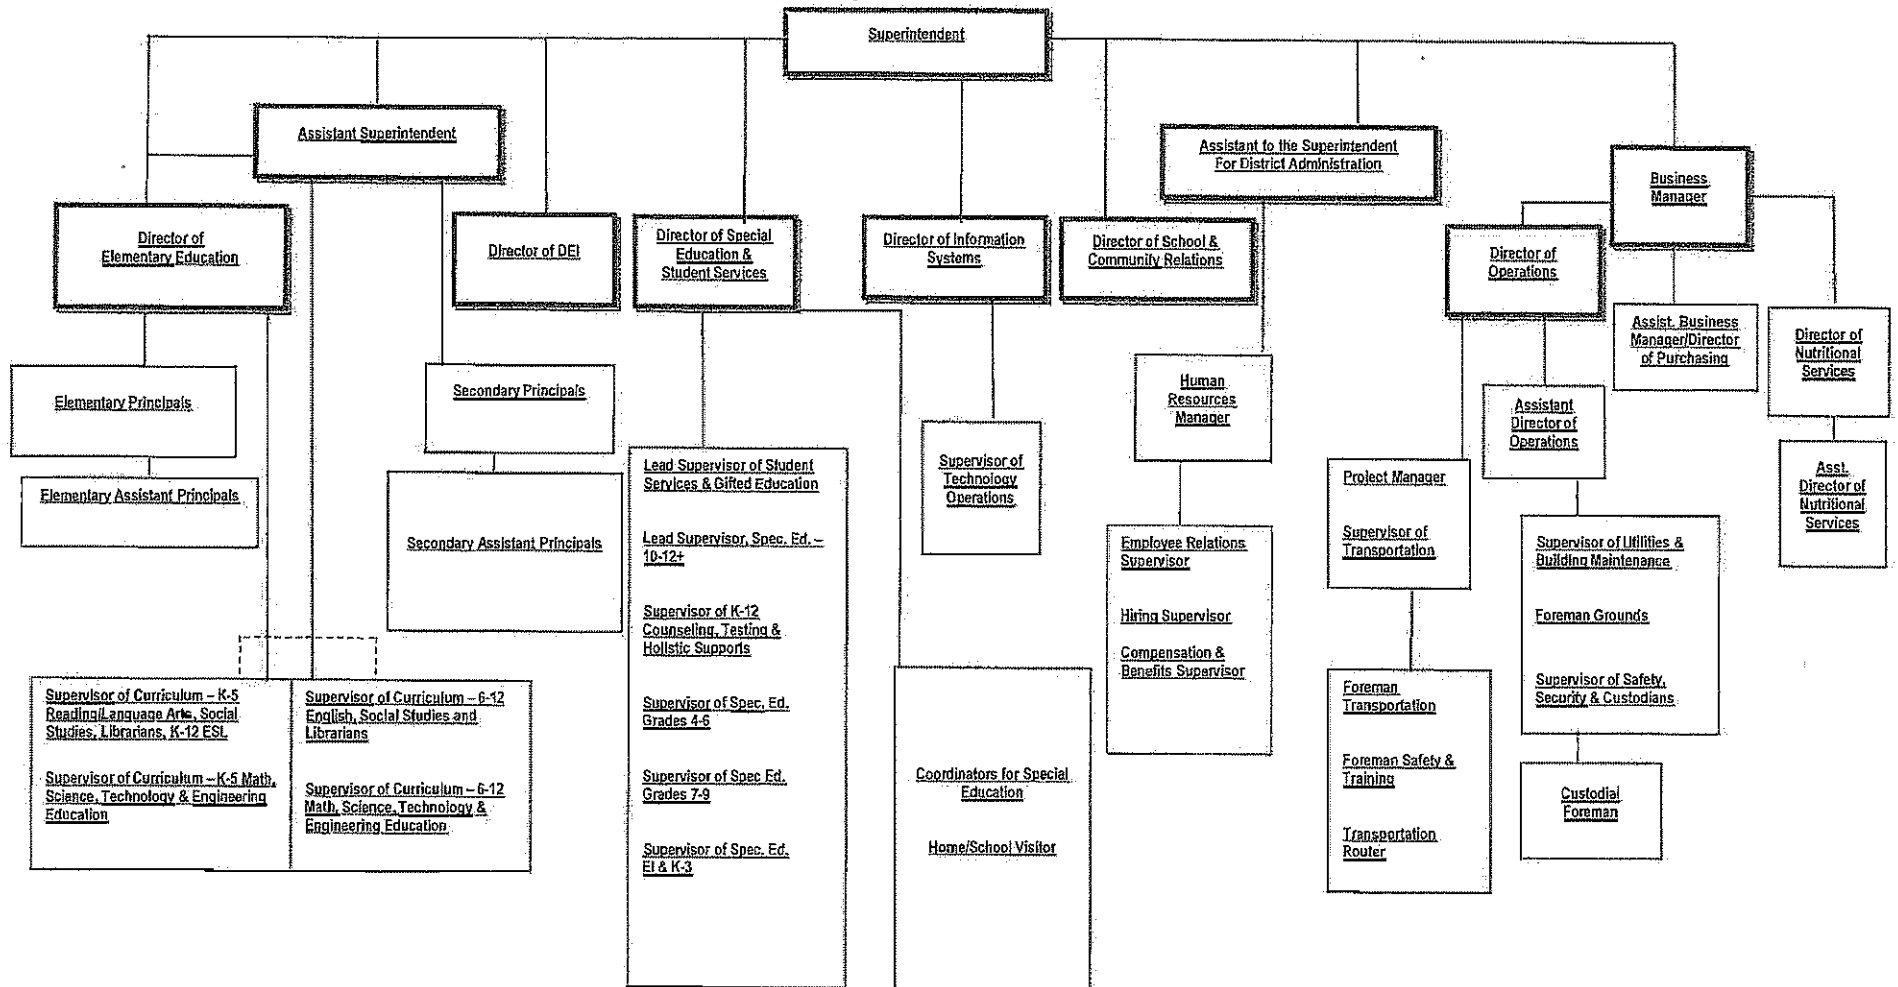 Superintendent
Assistant Superintendent
Assistant to the Superintendent
For District Administration
Business
Manager
Director of
Elementary Education
Director of DEI
Director of Special
Education &
Student Services
Director of Information
Systems
Director of School &
Community Relations
Director of
Operations
Assist. Business
Manager/Director
of Purchasing
Director of
Nutritional
Services
Elementary Principals
Secondary Principals
Human
Resources
Manager
Assistant
Director of
Operations
Elementary Assistant Principals
Secondary Assistant Principals
Lead Supervisor of Student
Services & Gifted Education
Lead Supervisor, Spec. Ed. –
10-12+
Supervisor of K-12
Counseling, Testing &
Holistic Supports
Supervisor of Spec. Ed.
Grades 4-6
Supervisor of Spec Ed.
Grades 7-9
Supervisor of Spec. Ed.
EI & K-3
Supervisor of
Technology
Operations
Project Manager
Supervisor of
Transportation
Asst.
Director of
Nutritional
Services
Employee Relations
Supervisor
Hiring Supervisor
Compensation &
Benefits Supervisor
Supervisor of Utilities &
Building Maintenance
Foreman Grounds
Supervisor of Safety,
Security & Custodians
Supervisor of Curriculum – K-5
Reading/Language Arts, Social
Studies, Librarians, K-12 ESL
Supervisor of Curriculum – K-5 Math,
Science, Technology & Engineering
Education
Supervisor of Curriculum – 6-12
English, Social Studies and
Librarians
Supervisor of Curriculum – 6-12
Math, Science, Technology &
Engineering Education
Coordinators for Special
Education
Home/School Visitor
Foreman
Transportation
Foreman Safety &
Training
Transportation
Router
Custodial
Foreman